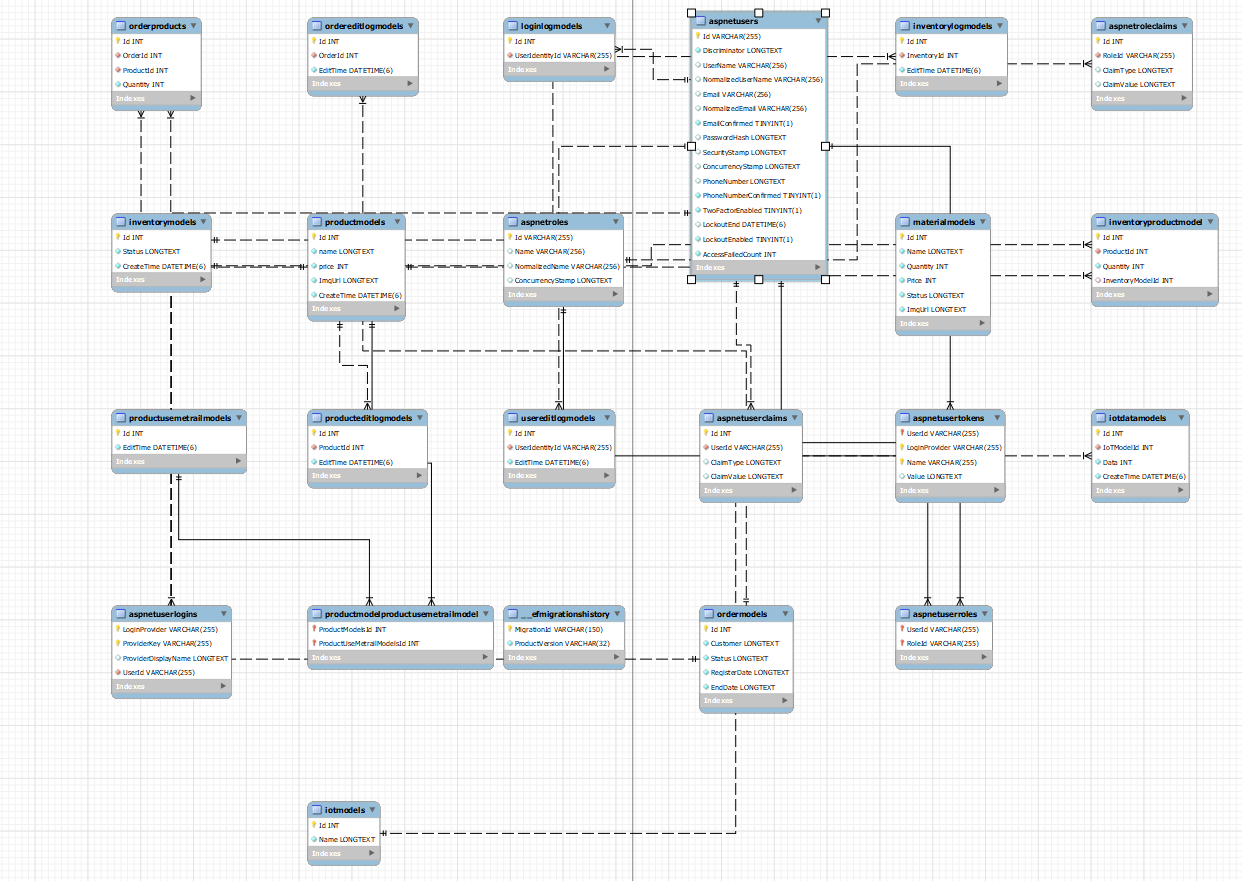 orderproducts
Id INT
OrderId INT
ProductId INT
Quantity INT
Indexes
ordereditlogmodels
Id INT
OrderId INT
EditTime DATETIME(6)
Indexes
loginlogmodels
Id INT
UserIdentityId VARCHAR(255)
Indexes
aspnetusers
Id VARCHAR(255)
Discriminator LONGTEXT
UserName VARCHAR(256)
NormalizedUserName VARCHAR(256)
Email VARCHAR(256)
NormalizedEmail VARCHAR(256)
EmailConfirmed TINYINT(1)
PasswordHash LONGTEXT
SecurityStamp LONGTEXT
ConcurrencyStamp LONGTEXT
PhoneNumber LONGTEXT
PhoneNumberConfirmed TINYINT(1)
TwoFactorEnabled TINYINT(1)
LockoutEnd DATETIME(6)
LockoutEnabled TINYINT(1)
AccessFailedCount INT
Indexes
inventorylogmodels
Id INT
InventoryId INT
EditTime DATETIME(6)
Indexes
aspnetroleclaims
Id INT
RoleId VARCHAR(255)
ClaimType LONGTEXT
ClaimValue LONGTEXT
Indexes
inventorymodels
Id INT
Status LONGTEXT
CreateTime DATETIME(6)
Indexes
productmodels
Id INT
name LONGTEXT
price INT
ImgUrl LONGTEXT
CreateTime DATETIME(6)
Indexes
aspnetroles
Id VARCHAR(255)
Name VARCHAR(256)
NormalizedName VARCHAR(256)
ConcurrencyStamp LONGTEXT
Indexes
materialmodels
Id INT
Name LONGTEXT
Quantity INT
Price INT
Status LONGTEXT
ImgUrl LONGTEXT
Indexes
inventoryproductmodel
Id INT
ProductId INT
Quantity INT
InventoryModelId INT
Indexes
productusemetrailmodels
Id INT
EditTime DATETIME(6)
Indexes
producteditlogmodels
Id INT
ProductId INT
EditTime DATETIME(6)
Indexes
usereditlogmodels
Id INT
UserIdentityId VARCHAR(255)
EditTime DATETIME(6)
Indexes
aspnetuserclaims
Id INT
UserId VARCHAR(255)
ClaimType LONGTEXT
ClaimValue LONGTEXT
Indexes
aspnetusertokens
UserId VARCHAR(255)
LoginProvider VARCHAR(255)
Name VARCHAR(255)
Value LONGTEXT
Indexes
iotdatamodels
Id INT
IoTModelId INT
Data INT
CreateTime DATETIME(6)
Indexes
aspnetuserlogins
LoginProvider VARCHAR(255)
ProviderKey VARCHAR(255)
ProviderDisplayName LONGTEXT
UserId VARCHAR(255)
Indexes
productmodelproductusemetrailmodel
ProductModelsId INT
ProductUseMetrailModelsId INT
Indexes
__efmigrationshistory
MigrationId VARCHAR(150)
ProductVersion VARCHAR(32)
Indexes
ordermodels
Id INT
Customer LONGTEXT
Status LONGTEXT
RegisterDate LONGTEXT
EndDate LONGTEXT
Indexes
aspnetuserroles
UserId VARCHAR(255)
RoleId VARCHAR(255)
Indexes
iotmodels
Id INT
Name LONGTEXT
Indexes